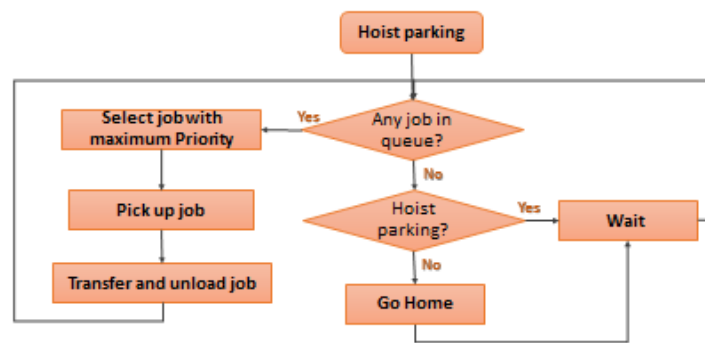 Hoist parking
Any job in
queue?
Yes
No
Select job with
maximum Priority
Pick up job
Transfer and unload job
Hoist
parking?
Yes
No
Wait
Go Home